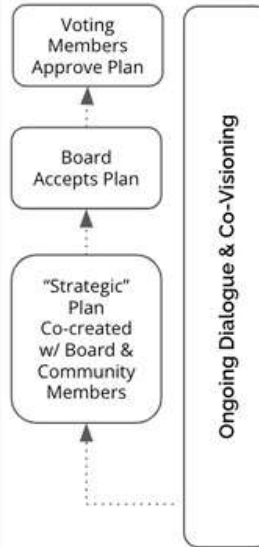 Voting
Members
Approve Plan
Board
Accepts Plan
"Strategic"
Plan
Co-created
w/ Board &
Community
Members
Ongoing Dialogue & Co-Visioning